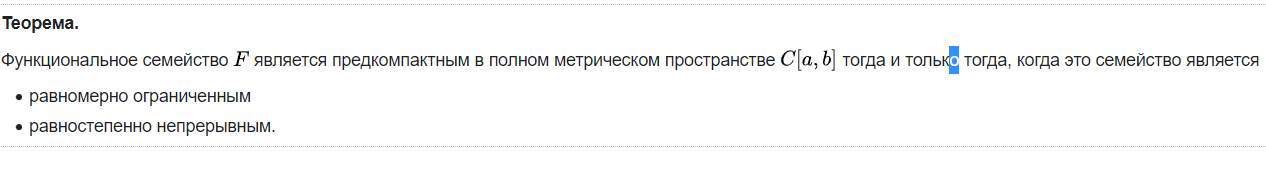 Теорема.
Функциональное семейство F является предкомпактным в полном метрическом пространстве C[a, b] тогда и только тогда, когда это семейство является
• равномерно ограниченным
• равностепенно непрерывным.